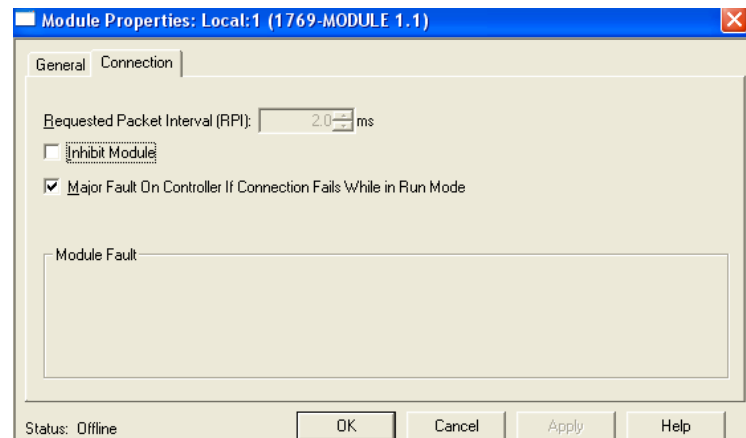 Module Properties: Local:1 (1769-MODULE 1.1)
General Connection
Requested Packet Interval (RPI): 2.0 ms
Inhibit Module
Major Fault On Controller If Connection Fails While in Run Mode
Module Fault
Status: Offline OK Cancel Apply Help